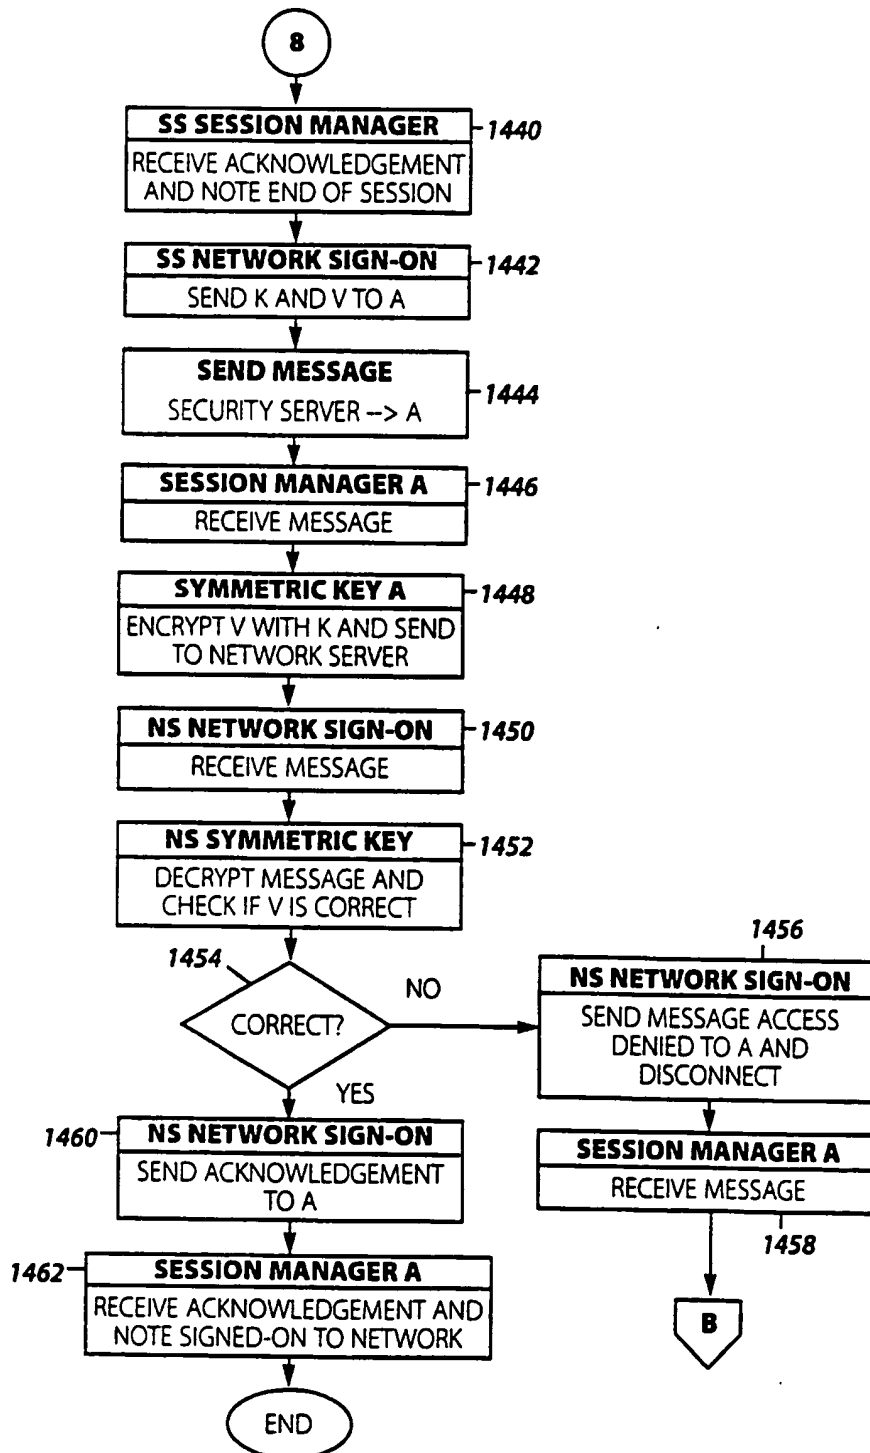 8
SS SESSION MANAGER
1440
RECEIVE ACKNOWLEDGEMENT
AND NOTE END OF SESSION
SS NETWORK SIGN-ON
1442
SEND K AND V TO A
SEND MESSAGE
1444
SECURITY SERVER --> A
SESSION MANAGER A
1446
RECEIVE MESSAGE
SYMMETRIC KEY A
1448
ENCRYPT V WITH K AND SEND
TO NETWORK SERVER
NS NETWORK SIGN-ON
1450
RECEIVE MESSAGE
NS SYMMETRIC KEY
1452
DECRYPT MESSAGE AND
CHECK IF V IS CORRECT
1454
CORRECT?
NO
YES
1456
NS NETWORK SIGN-ON
SEND MESSAGE ACCESS
DENIED TO A AND
DISCONNECT
SESSION MANAGER A
RECEIVE MESSAGE
1458
B
1460
NS NETWORK SIGN-ON
SEND ACKNOWLEDGEMENT
TO A
1462
SESSION MANAGER A
RECEIVE ACKNOWLEDGEMENT AND
NOTE SIGNED-ON TO NETWORK
END